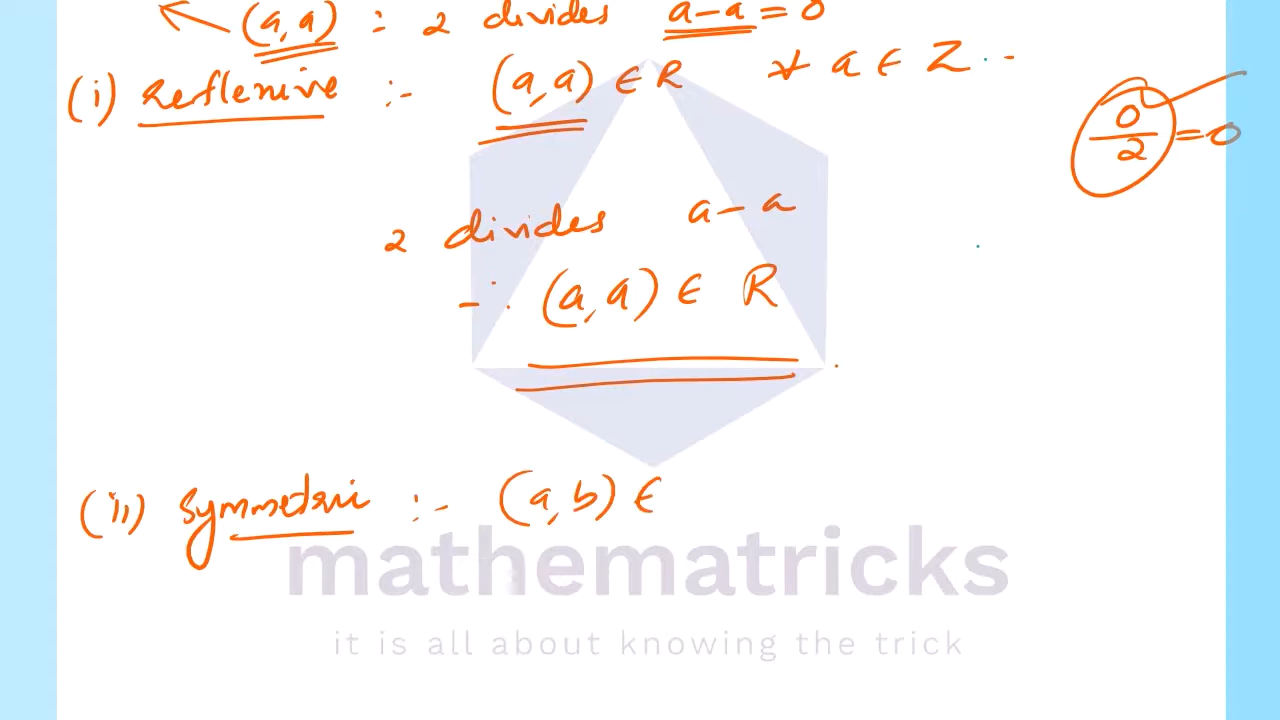 (a,a) : 2 divides a-a = 0
(i) Reflexive :- (a,a) ∈ R ∀ a ∈ Z
0/2 = 0
2 divides a-a
∴ (a,a) ∈ R
(ii) Symmetric :- (a,b) ∈
mathematricks
it is all about knowing the trick